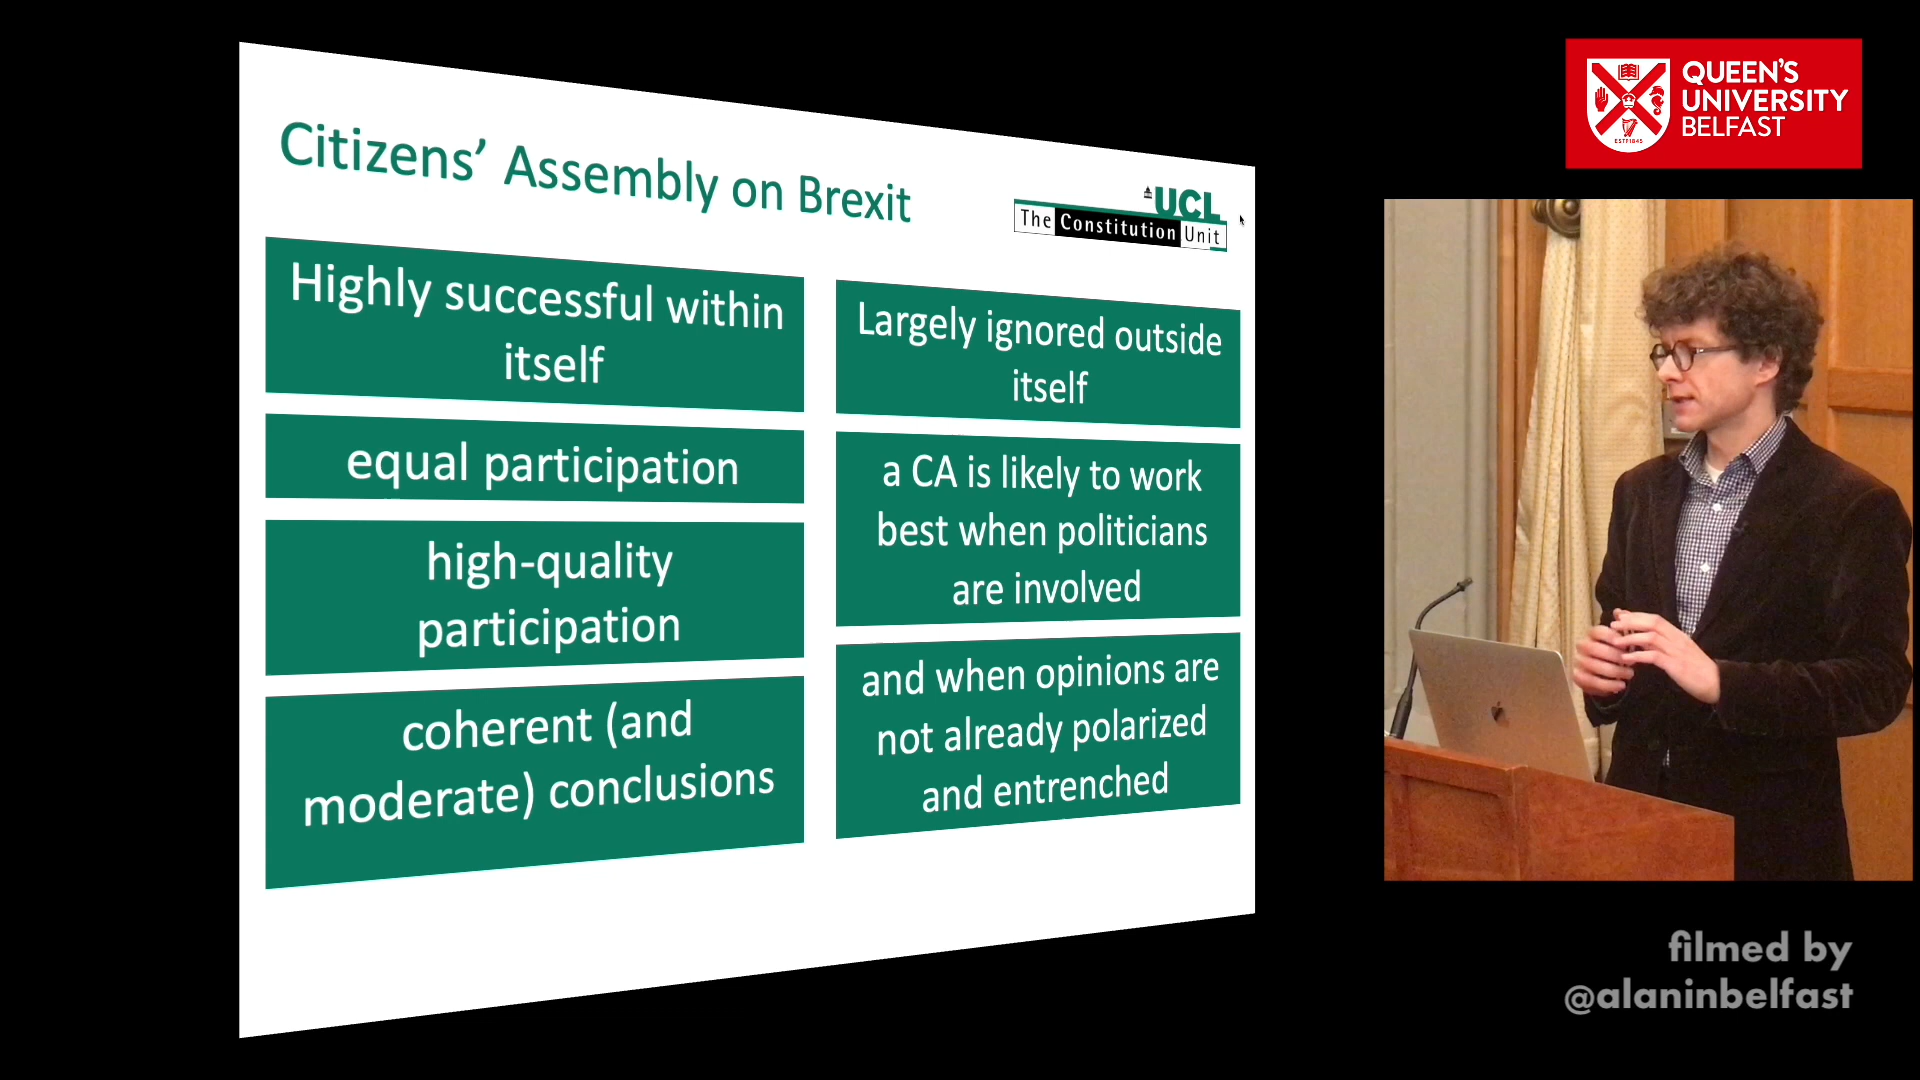 Citizens’ Assembly on Brexit
UCL
The Constitution Unit
Highly successful within
itself
equal participation
high-quality
participation
coherent (and
moderate) conclusions
Largely ignored outside
itself
a CA is likely to work
best when politicians
are involved
and when opinions are
not already polarized
and entrenched
QUEEN’S
UNIVERSITY
BELFAST
ESTD1845
filmed by
@alaninbelfast